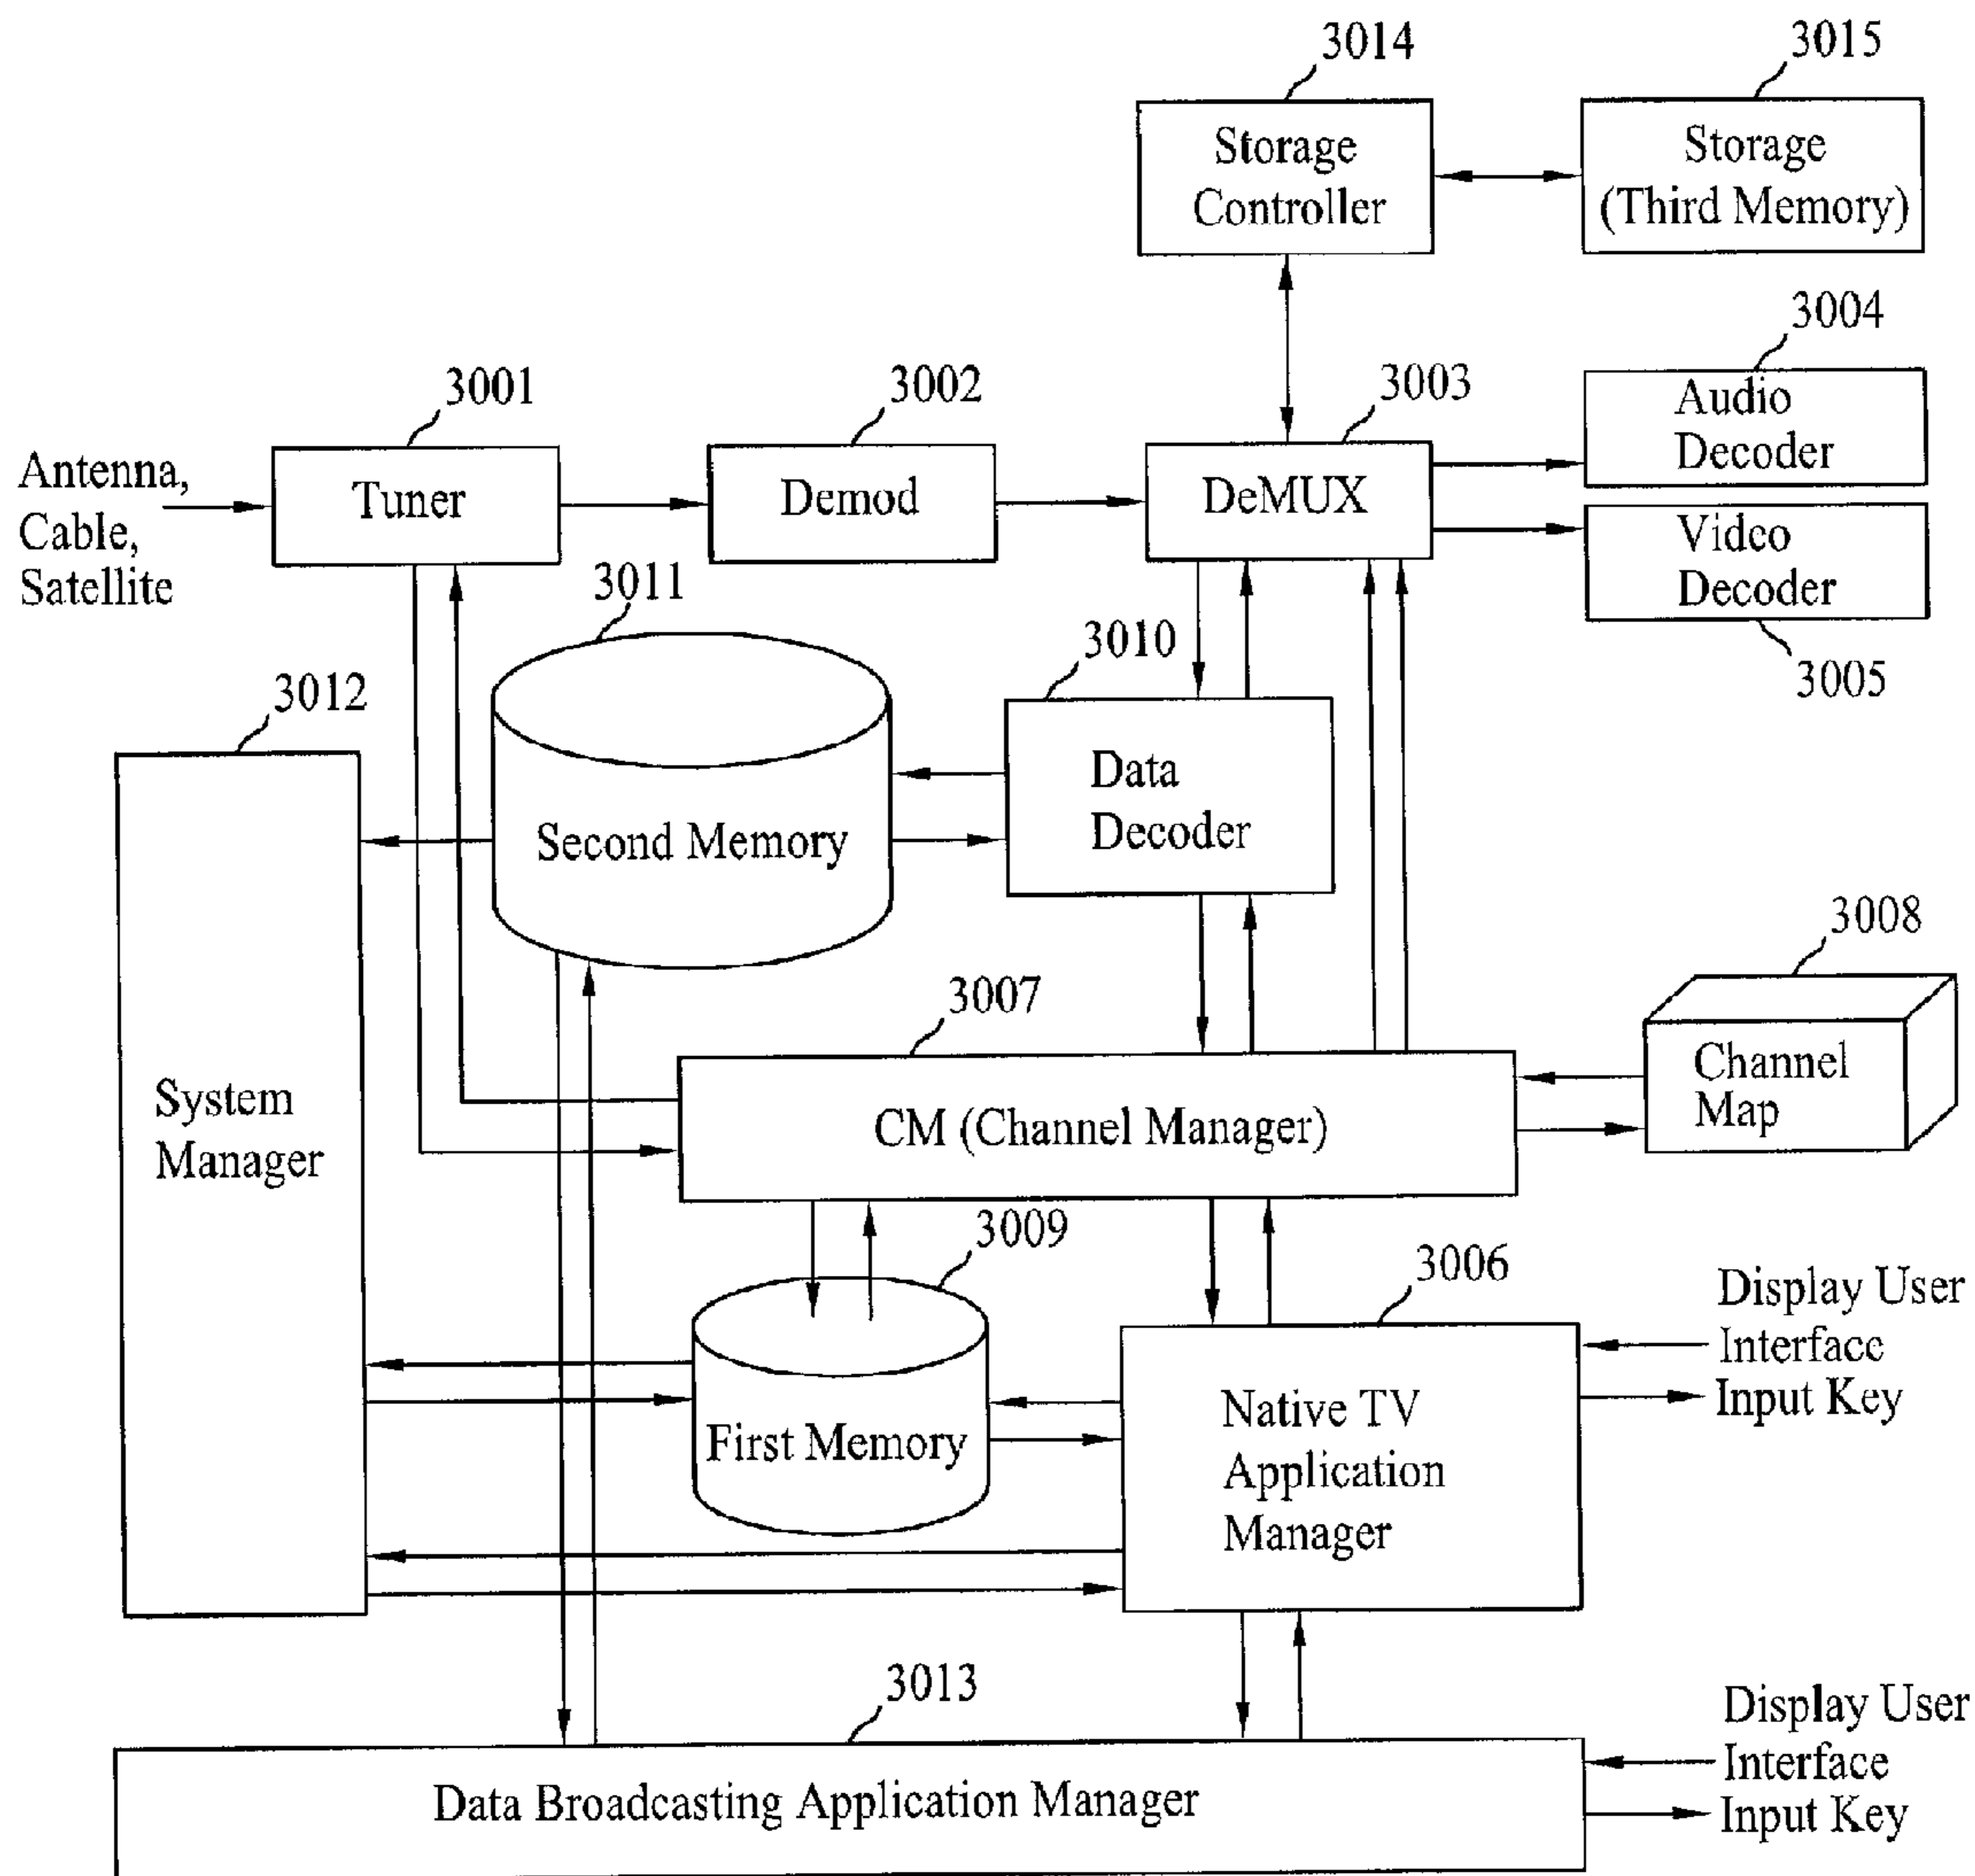 3014
3015
Storage
Controller
Storage
(Third Memory)
3004
3001
3002
3003
Audio
Decoder
Antenna,
Cable,
Satellite
Tuner
Demod
DeMUX
Video
Decoder
3005
3011
3010
3012
Second Memory
Data
Decoder
3008
3007
System
Manager
CM (Channel Manager)
Channel
Map
3009
3006
Display User
Interface
Input Key
First Memory
Native TV
Application
Manager
3013
Display User
Interface
Input Key
Data Broadcasting Application Manager